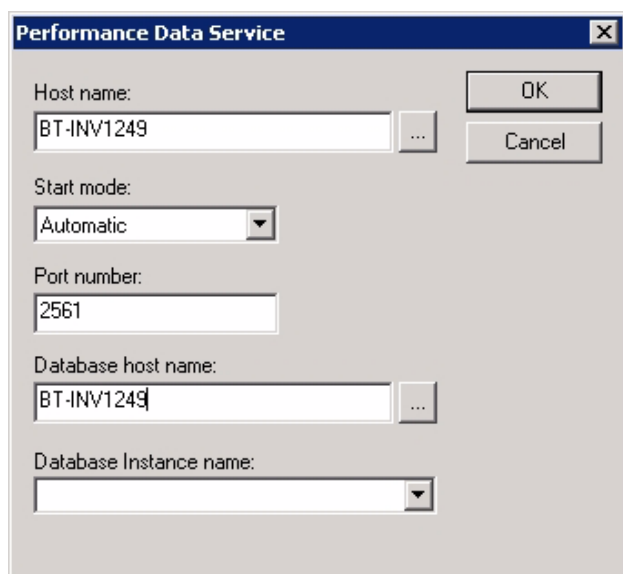 Performance Data Service
Host name:
BT-INV1249
...
OK
Cancel
Start mode:
Automatic
Port number:
2561
Database host name:
BT-INV1249
...
Database Instance name: